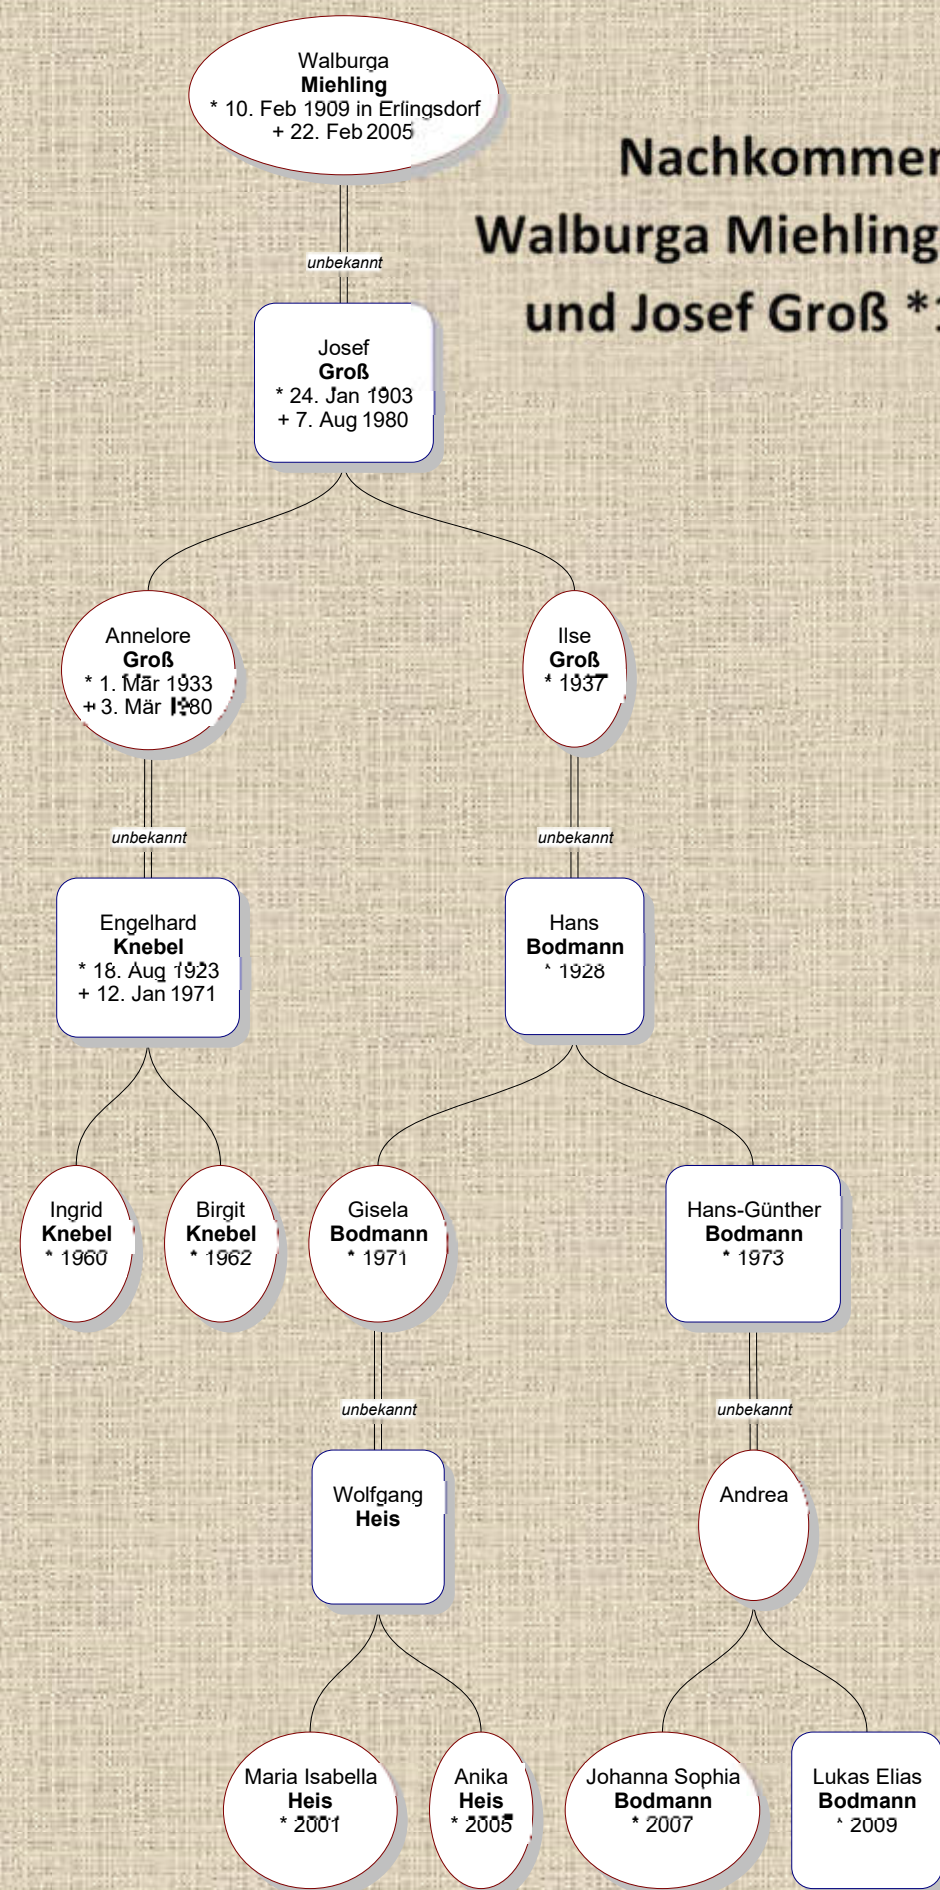 Walburga
Miehling
* 10. Feb 1909 in Erlingsdorf
+ 22. Feb 2005
Nachkommen
Walburga Miehling
und Josef Groß *1
unbekannt
Josef
Groß
* 24. Jan 1903
+ 7. Aug 1980
Annelore
Groß
* 1. Mär 1933
+ 3. Mär 1980
Ilse
Groß
* 1937
unbekannt
unbekannt
Engelhard
Knebel
* 18. Aug 1923
+ 12. Jan 1971
Hans
Bodmann
* 1928
Ingrid
Knebel
* 1960
Birgit
Knebel
* 1962
Gisela
Bodmann
* 1971
Hans-Günther
Bodmann
* 1973
unbekannt
unbekannt
Wolfgang
Heis
Andrea
Maria Isabella
Heis
* 2001
Anika
Heis
* 2005
Johanna Sophia
Bodmann
* 2007
Lukas Elias
Bodmann
* 2009